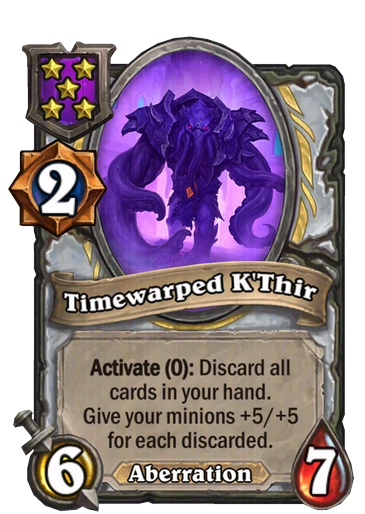 2
Timewarped K'Thir
Activate (0): Discard all
cards in your hand.
Give your minions +5/+5
for each discarded.
6
Aberration
7